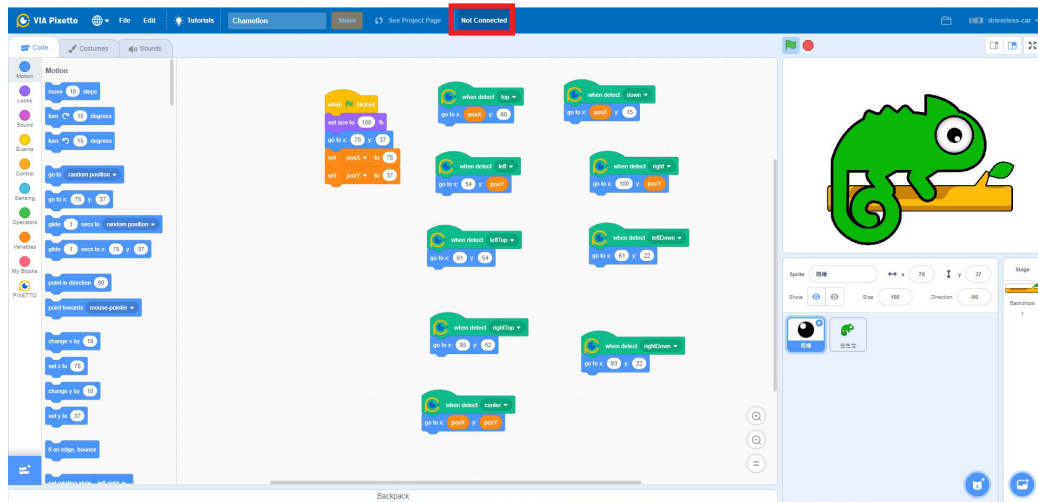 VIA Pixetto File Edit Tutorials Chamellon Share See Project Page Not Connected driverless-car
Code Costumes Sounds
Motion
Looks
Sound
Events
Control
Sensing
Operators
Variables
My Blocks
PIXETTO
Motion
move 10 steps
turn 15 degrees
turn 15 degrees
go to random position
go to x: 78 y: 37
glide 1 secs to random position
glide 1 secs to x: 78 y: 37
point in direction 90
point towards mouse-pointer
change x by 10
set x to 78
change y by 10
set y to 37
if on edge, bounce
set rotation style left-right
when clicked
set size to 100 %
go to x: 78 y: 37
set posX to 78
set posY to 37
when detect top
go to x: posX y: 60
when detect down
go to x: posX y: 15
when detect left
go to x: 54 y: posY
when detect right
go to x: 100 y: posY
when detect leftTop
go to x: 61 y: 54
when detect leftDown
go to x: 61 y: 22
when detect rightTop
go to x: 95 y: 52
when detect rightDown
go to x: 93 y: 22
when detect center
go to x: posX y: posY
Backpack
Sprite x 78 y 37
Show Size 100 Direction -90
變色龍
Stage
Backdrops
1